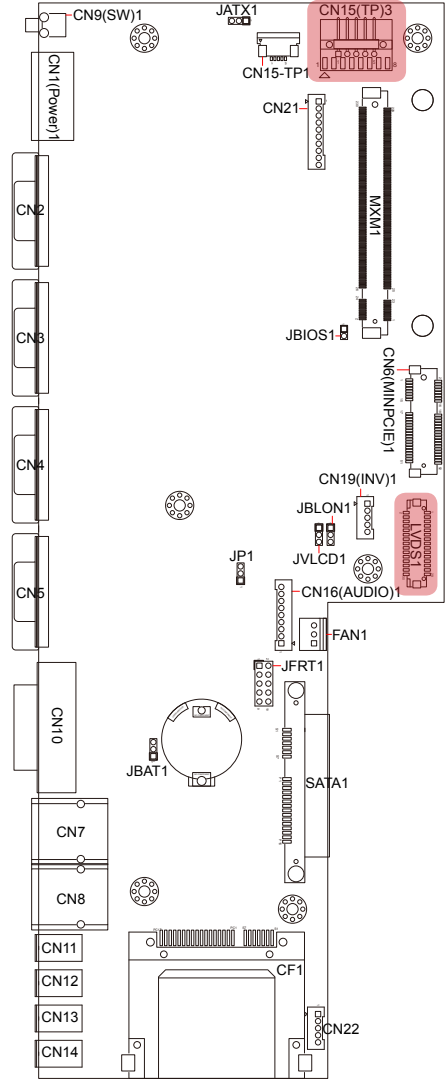 CN9(SW)1
JATX1
CN15(TP)3
CN15-TP1
1
8
CN1(Power)1
CN21
CN2
MXM1
CN3
JBIOS1
CN6(MINPCIE)1
CN4
CN19(INV)1
JBLON1
LVDS1
JVLCD1
JP1
CN5
CN16(AUDIO)1
FAN1
JFRT1
CN10
JBAT1
SATA1
CN7
CN8
CN11
CF1
CN12
CN13
CN22
CN14